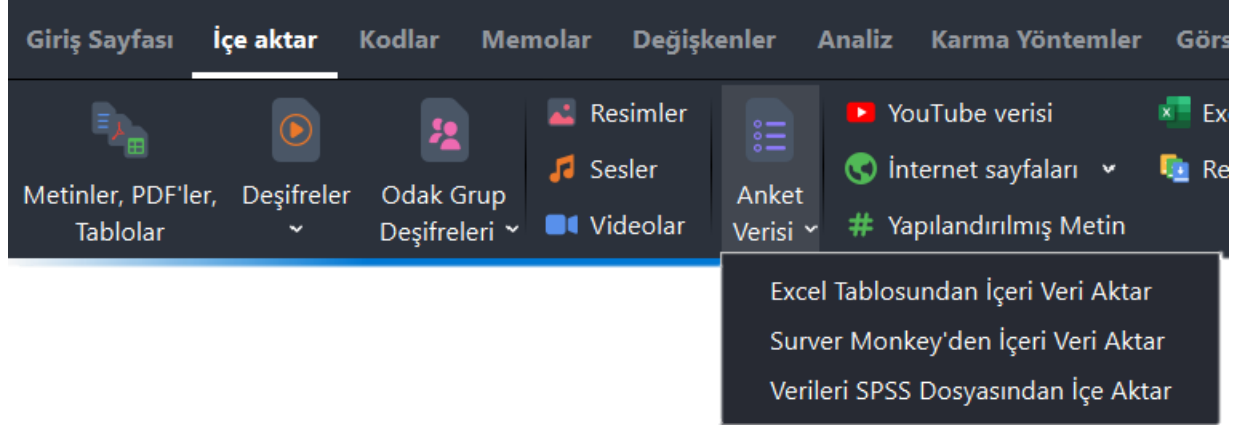 Giriş Sayfası İçe aktar Kodlar Memolar Değişkenler Analiz Karma Yöntemler
Metinler, PDF'ler,
Tablolar
Deşifreler
Odak Grup
Deşifreleri
Resimler
Sesler
Videolar
Anket
Verisi
YouTube verisi
İnternet sayfaları
# Yapılandırılmış Metin
Excel Tablosundan İçeri Veri Aktar
Surver Monkey'den İçeri Veri Aktar
Verileri SPSS Dosyasından İçe Aktar